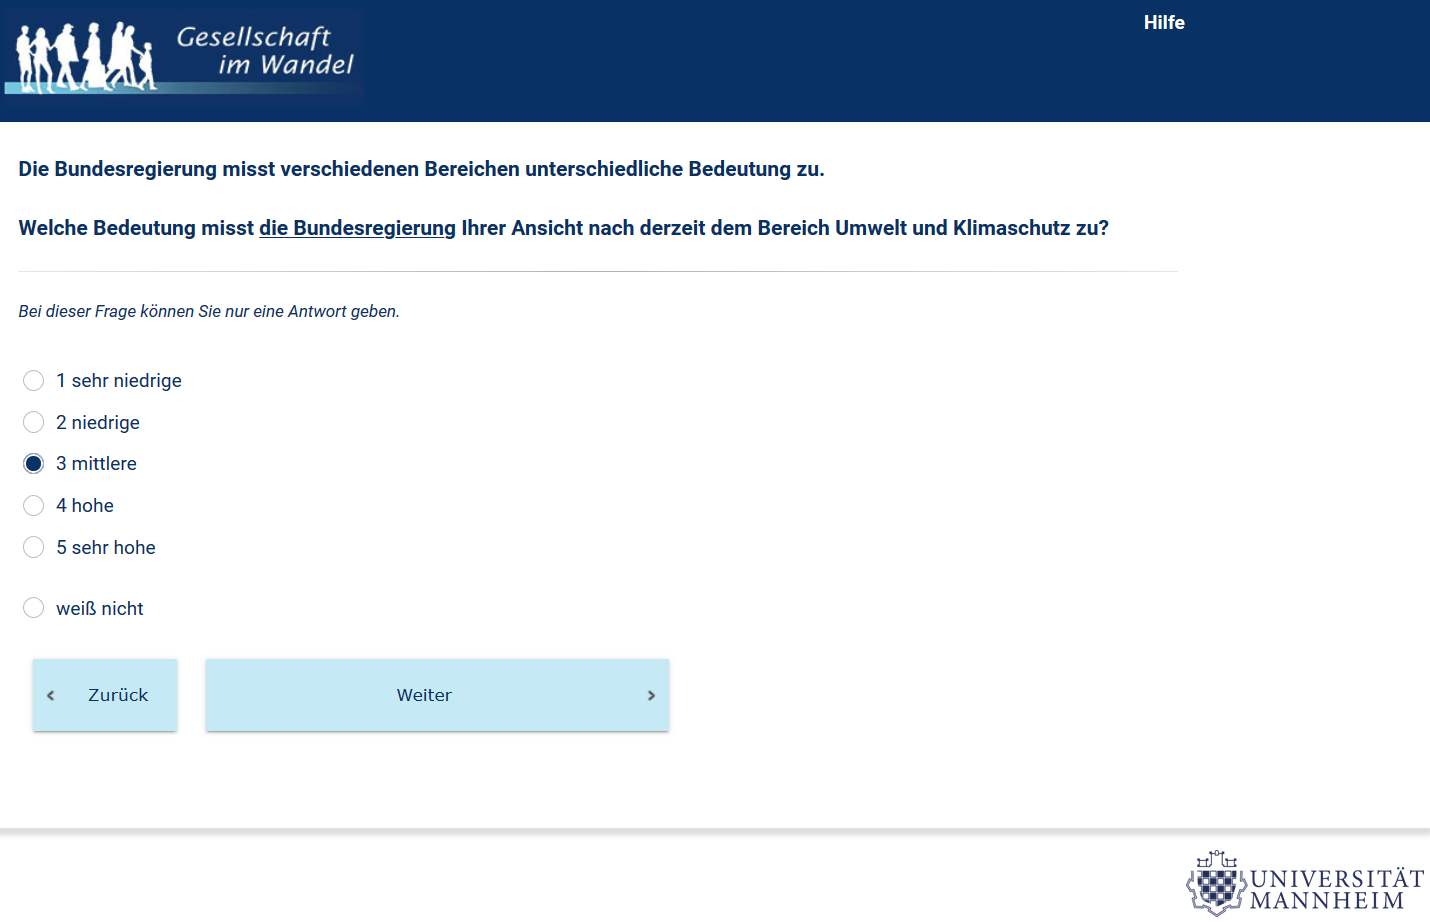 Gesellschaft
im Wandel
Hilfe
Die Bundesregierung misst verschiedenen Bereichen unterschiedliche Bedeutung zu.
Welche Bedeutung misst die Bundesregierung Ihrer Ansicht nach derzeit dem Bereich Umwelt und Klimaschutz zu?
Bei dieser Frage können Sie nur eine Antwort geben.
1 sehr niedrige
2 niedrige
3 mittlere
4 hohe
5 sehr hohe
weiß nicht
Zurück
Weiter
UNIVERSITÄT
MANNHEIM